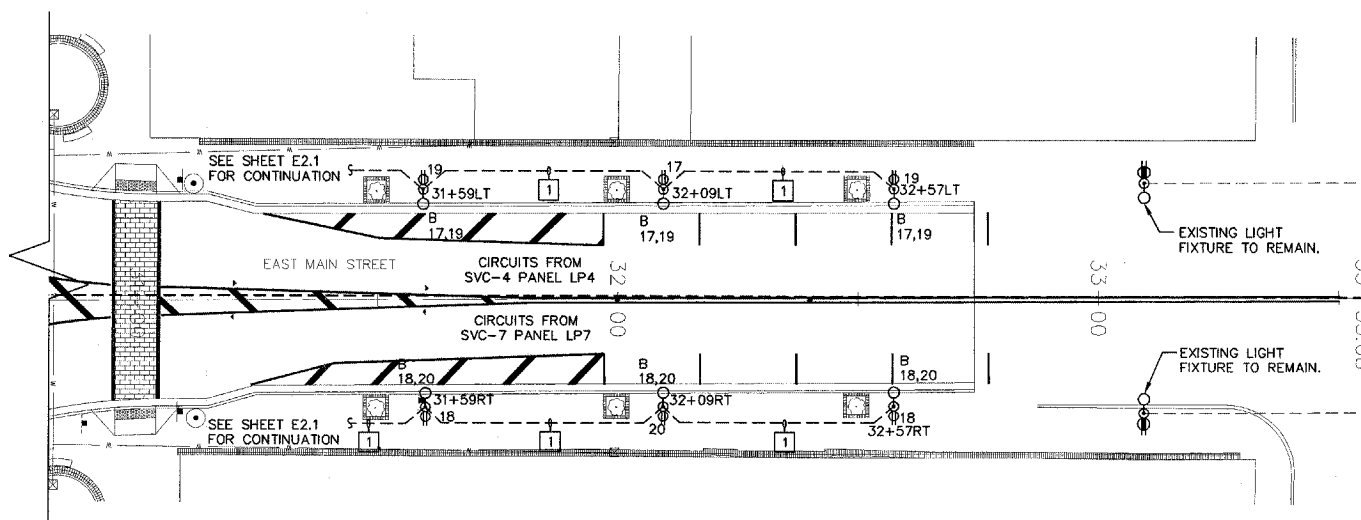 SEE SHEET E2.1
FOR CONTINUATION
19
31+59LT
1
17
32+09LT
1
19
32+57LT
B
17,19
B
17,19
B
17,19
EXISTING LIGHT
FIXTURE TO REMAIN.
EAST MAIN STREET
CIRCUITS FROM
SVC-4 PANEL LP4
32 00
33 00
CIRCUITS FROM
SVC-7 PANEL LP7
B
18,20
B
18,20
B
18,20
EXISTING LIGHT
FIXTURE TO REMAIN.
31+59RT
18
32+09RT
20
18
32+57RT
SEE SHEET E2.1
FOR CONTINUATION
1
1
1